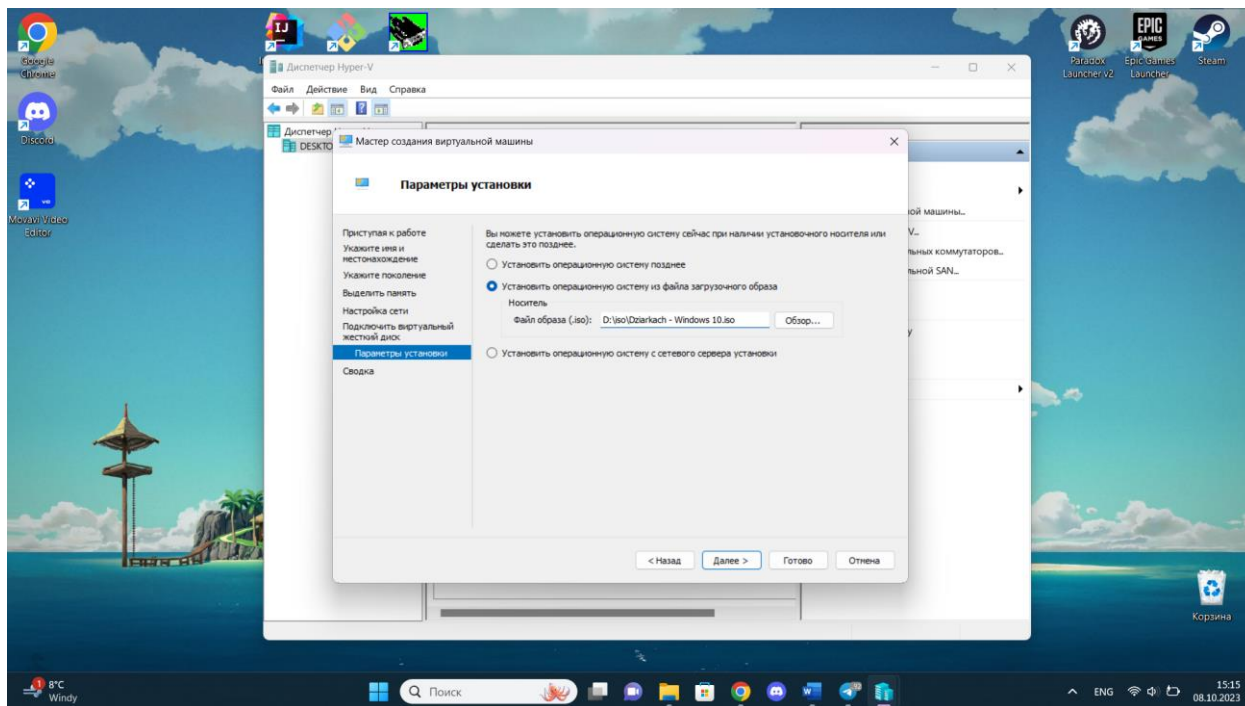 Google
Chrome
Discord
Movavi Video
Editor
IJ
Paradox
Launcher v2
EPIC
GAMES
Epic Games
Launcher
Steam
Диспетчер Hyper-V
Файл Действие Вид Справка
Диспетчер
DESKTO
Мастер создания виртуальной машины
Параметры установки
Приступая к работе
Укажите имя и
местонахождение
Укажите поколение
Выделить память
Настройка сети
Подключить виртуальный
жесткий диск
Параметры установки
Сводка
Вы можете установить операционную систему сейчас при наличии установочного носителя или
сделать это позднее.
Установить операционную систему позднее
Установить операционную систему из файла загрузочного образа
Носитель
Файл образа (.iso): D:\iso\Dziarkach - Windows 10.iso Обзор...
Установить операционную систему с сетевого сервера установки
< Назад Далее > Готово Отмена
ой машины...
V...
льных коммутаторов...
льной SAN...
у
Корзина
1 8°C
Windy
Поиск
ENG
15:15
08.10.2023